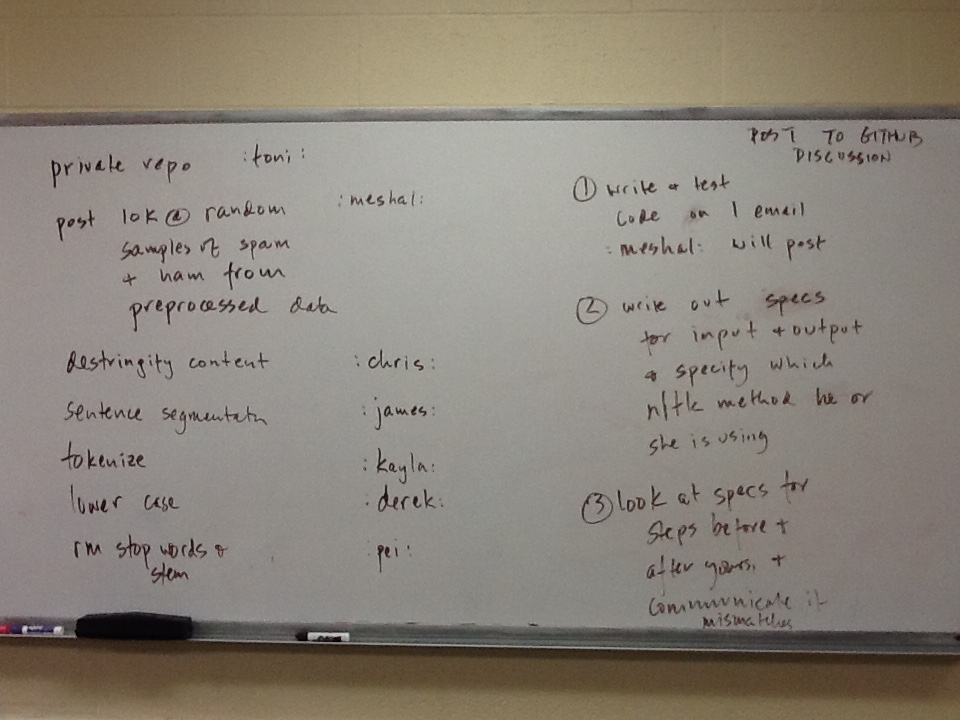 private repo :toni:
post 10K @ random :meshal:
samples of spam
+ ham from
preprocessed data
destringify content :chris:
sentence segmentatn :james:
tokenize :kayla:
lower case :derek:
rm stop words + :pei:
stem
POST TO GITHUB
DISCUSSION
① write + test
code on 1 email
:meshal: will post
② write out specs
for input + output
+ specify which
nltk method he or
she is using
③ look at specs for
steps before +
after yours, +
communicate if
mismatches